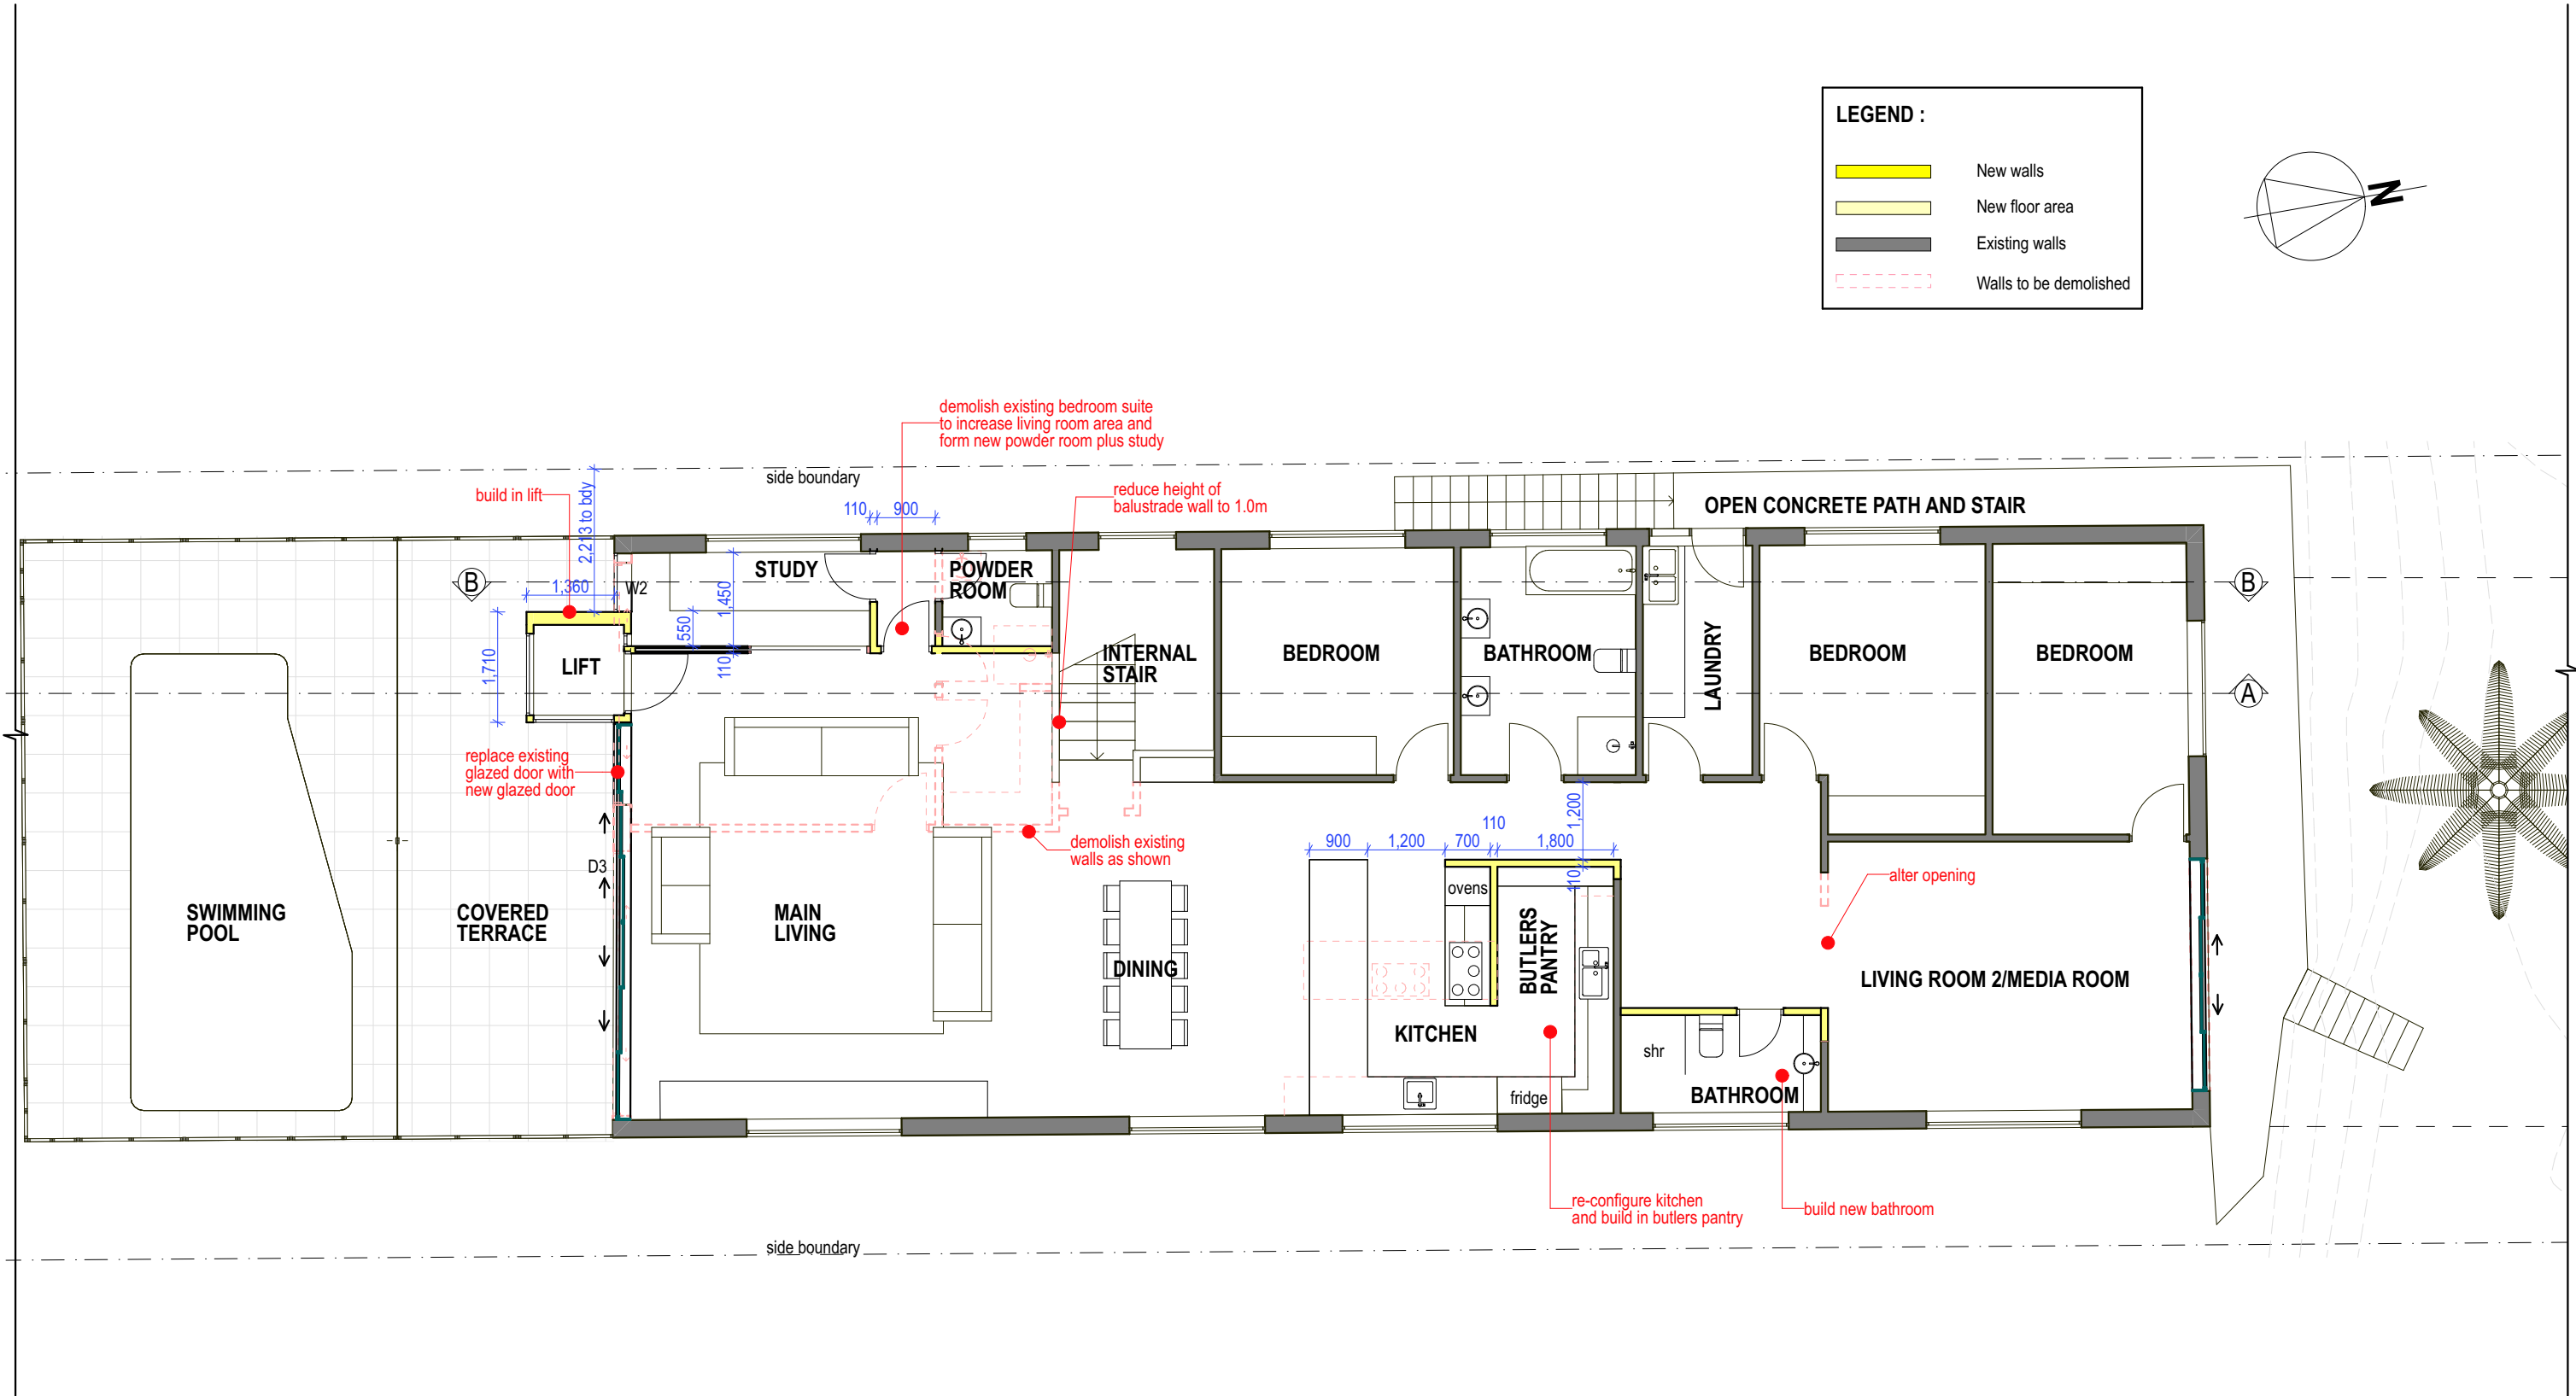 LEGEND :
New walls
New floor area
Existing walls
Walls to be demolished
N
demolish existing bedroom suite
to increase living room area and
form new powder room plus study
side boundary
build in lift
2,213 to bdy
reduce height of
balustrade wall to 1.0m
110
900
OPEN CONCRETE PATH AND STAIR
B
1,360
W2
STUDY
1,450
550
110
POWDER
ROOM
B
1,710
LIFT
INTERNAL
STAIR
BEDROOM
BATHROOM
LAUNDRY
BEDROOM
BEDROOM
A
replace existing
glazed door with
new glazed door
demolish existing
walls as shown
D3
900
1,200
700
110
1,800
1,200
110
ovens
alter opening
SWIMMING
POOL
COVERED
TERRACE
MAIN
LIVING
DINING
BUTLERS
PANTRY
LIVING ROOM 2/MEDIA ROOM
KITCHEN
shr
BATHROOM
fridge
re-configure kitchen
and build in butlers pantry
build new bathroom
side boundary